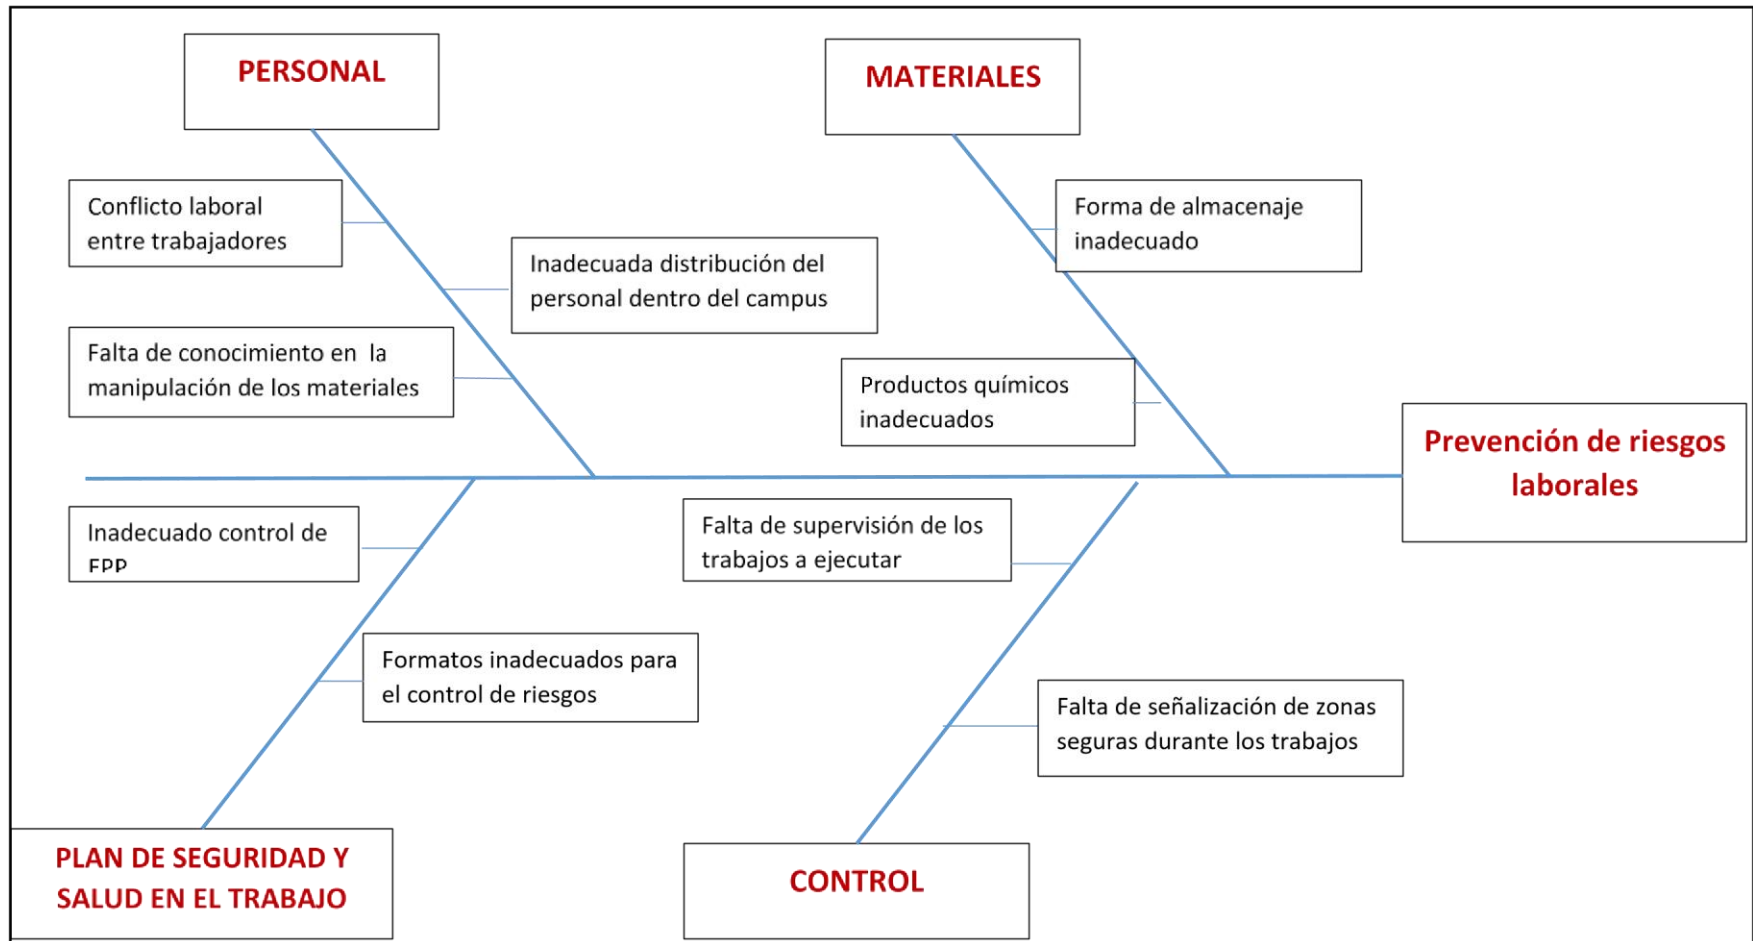 PERSONAL
MATERIALES
Conflicto laboral
entre trabajadores
Forma de almacenaje
inadecuado
Inadecuada distribución del
personal dentro del campus
Falta de conocimiento en  la
manipulación de los materiales
Productos químicos
inadecuados
Prevención de riesgos
laborales
Inadecuado control de
EPP
Falta de supervisión de los
trabajos a ejecutar
Formatos inadecuados para
el control de riesgos
Falta de señalización de zonas
seguras durante los trabajos
PLAN DE SEGURIDAD Y
SALUD EN EL TRABAJO
CONTROL